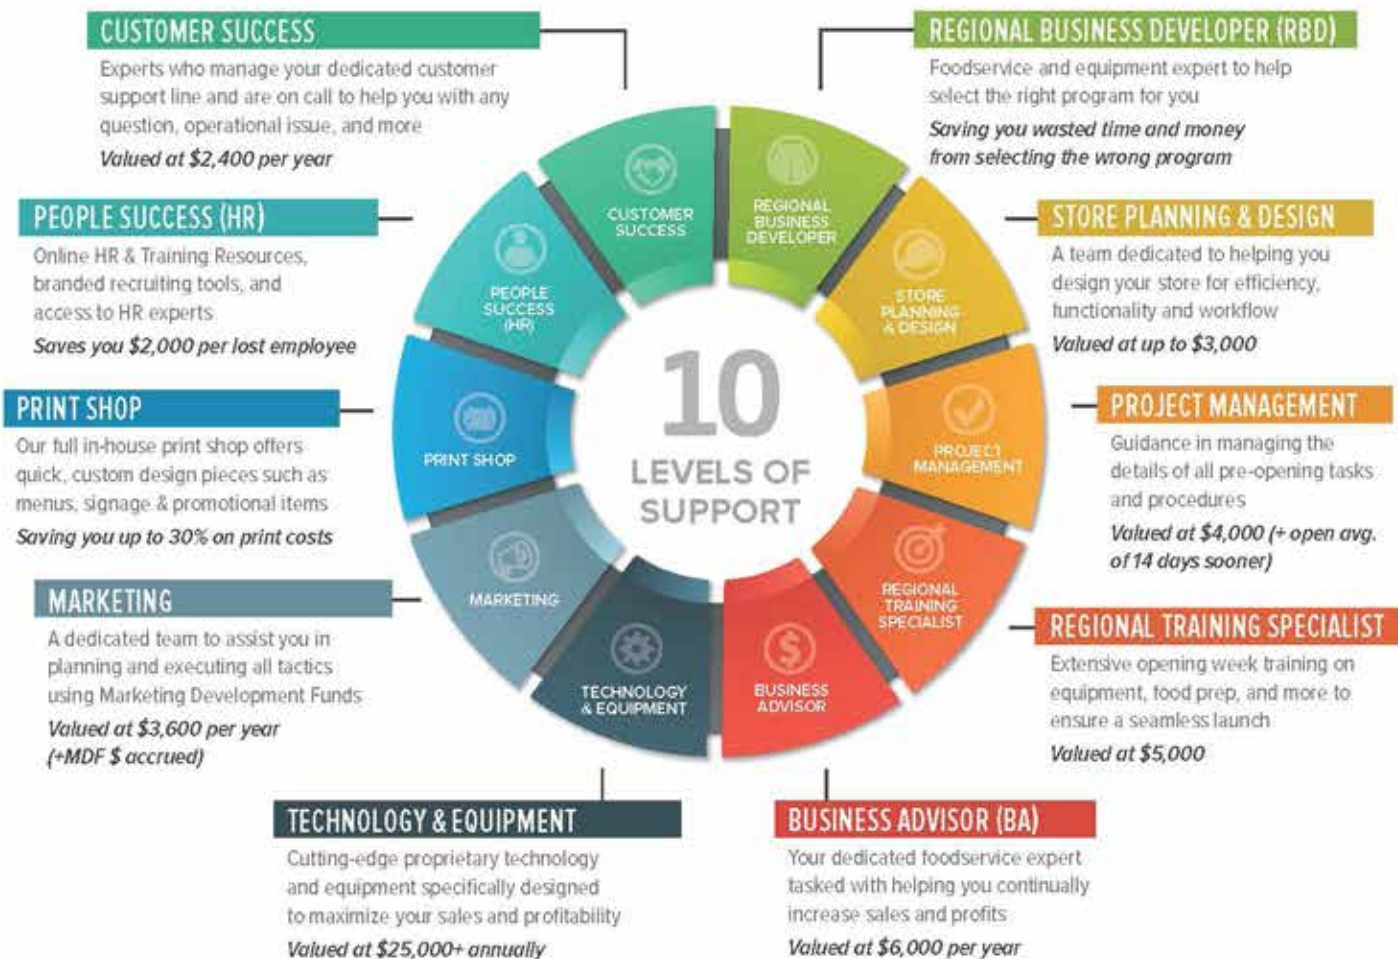 CUSTOMER SUCCESS
Experts who manage your dedicated customer
support line and are on call to help you with any
question, operational issue, and more
Valued at $2,400 per year
REGIONAL BUSINESS DEVELOPER (RBD)
Foodservice and equipment expert to help
select the right program for you
Saving you wasted time and money
from selecting the wrong program
PEOPLE SUCCESS (HR)
Online HR & Training Resources,
branded recruiting tools, and
access to HR experts
Saves you $2,000 per lost employee
STORE PLANNING & DESIGN
A team dedicated to helping you
design your store for efficiency,
functionality and workflow
Valued at up to $3,000
PRINT SHOP
Our full in-house print shop offers
quick, custom design pieces such as
menus, signage & promotional items
Saving you up to 30% on print costs
PROJECT MANAGEMENT
Guidance in managing the
details of all pre-opening tasks
and procedures
Valued at $4,000 (+ open avg.
of 14 days sooner)
MARKETING
A dedicated team to assist you in
planning and executing all tactics
using Marketing Development Funds
Valued at $3,600 per year
(+MDF $ accrued)
REGIONAL TRAINING SPECIALIST
Extensive opening week training on
equipment, food prep, and more to
ensure a seamless launch
Valued at $5,000
TECHNOLOGY & EQUIPMENT
Cutting-edge proprietary technology
and equipment specifically designed
to maximize your sales and profitability
Valued at $25,000+ annually
BUSINESS ADVISOR (BA)
Your dedicated foodservice expert
tasked with helping you continually
increase sales and profits
Valued at $6,000 per year
10
LEVELS OF
SUPPORT
CUSTOMER
SUCCESS
REGIONAL
BUSINESS
DEVELOPER
STORE
PLANNING
& DESIGN
PROJECT
MANAGEMENT
REGIONAL
TRAINING
SPECIALIST
$
BUSINESS
ADVISOR
TECHNOLOGY
& EQUIPMENT
MARKETING
PRINT SHOP
PEOPLE
SUCCESS
(HR)